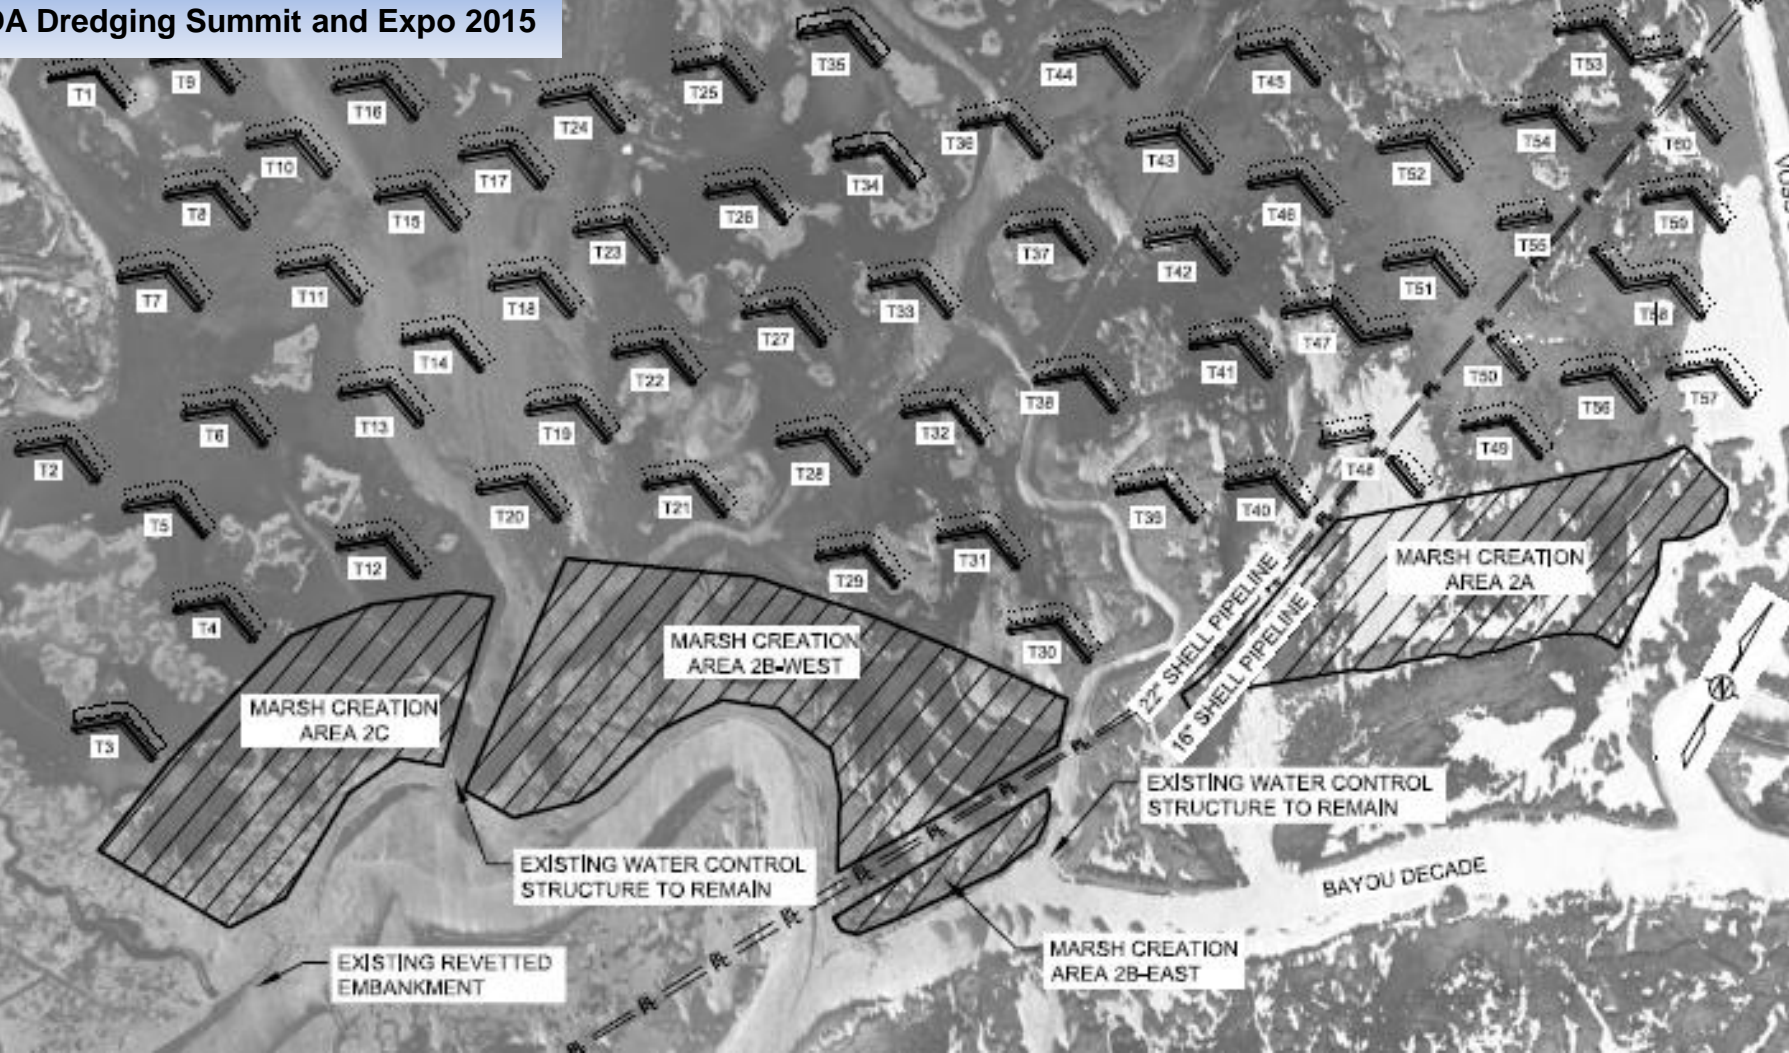 DA Dredging Summit and Expo 2015
T1
T9
T16
T24
T25
T35
T44
T45
T53
T10
T17
T36
T43
T52
T54
T60
T8
T15
T23
T26
T34
T46
T55
T59
T7
T11
T18
T27
T33
T37
T42
T51
T58
T14
T22
T41
T47
T50
T2
T6
T13
T19
T28
T32
T38
T49
T56
T57
T5
T20
T21
T39
T40
T48
T4
T12
T29
T31
T30
T3
22" SHELL PIPELINE
16" SHELL PIPELINE
MARSH CREATION
AREA 2A
MARSH CREATION
AREA 2B-WEST
MARSH CREATION
AREA 2C
EXISTING WATER CONTROL
STRUCTURE TO REMAIN
EXISTING WATER CONTROL
STRUCTURE TO REMAIN
BAYOU DECADE
MARSH CREATION
AREA 2B-EAST
EXISTING REVETTED
EMBANKMENT